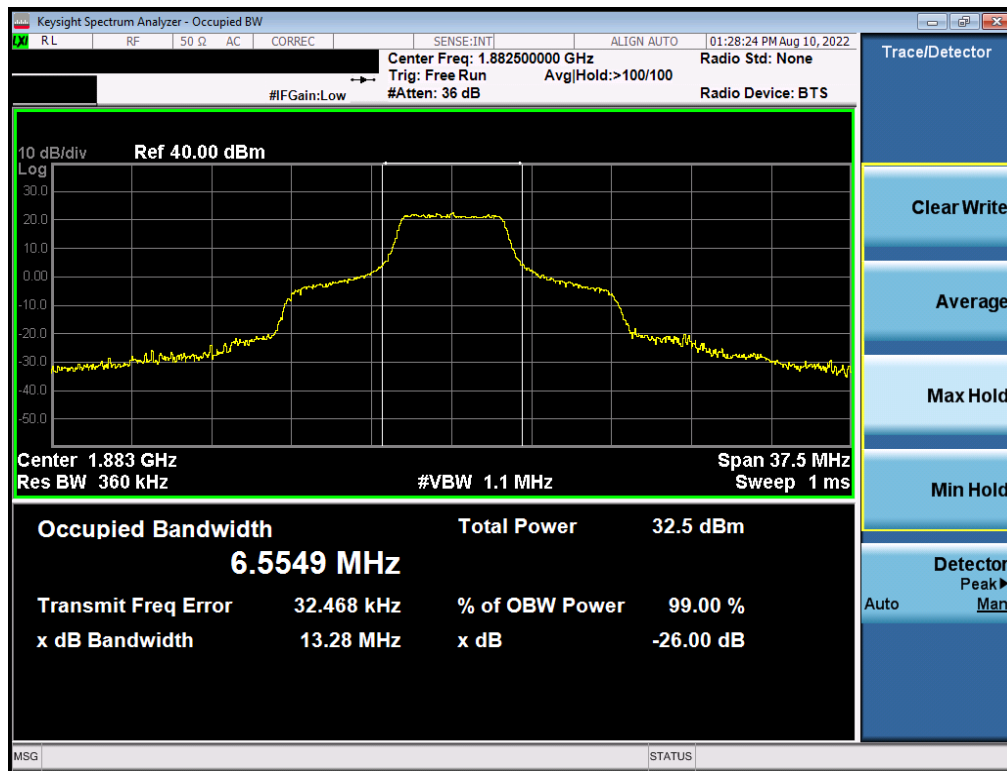 Keysight Spectrum Analyzer - Occupied BW
LXI RL RF 50 Ω AC CORREC SENSE:INT ALIGN AUTO 01:28:24 PM Aug 10, 2022
Center Freq: 1.882500000 GHz Radio Std: None
Trig: Free Run Avg|Hold:>100/100
#IFGain:Low #Atten: 36 dB Radio Device: BTS
10 dB/div Ref 40.00 dBm
Log
30.0
20.0
10.0
0.00
-10.0
-20.0
-30.0
-40.0
-50.0
Center 1.883 GHz Span 37.5 MHz
Res BW 360 kHz #VBW 1.1 MHz Sweep 1 ms
Occupied Bandwidth Total Power 32.5 dBm
6.5549 MHz
Transmit Freq Error 32.468 kHz % of OBW Power 99.00 %
x dB Bandwidth 13.28 MHz x dB -26.00 dB
MSG STATUS
Trace/Detector
Clear Write
Average
Max Hold
Min Hold
Detector
Peak▶
Auto Man